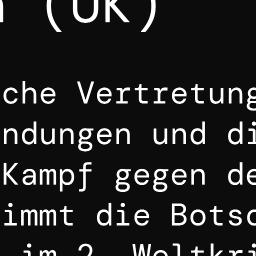 (UK)
che Vertretung
ndungen und di
Kampf gegen de
immt die Botsc
im 2. Weltkri